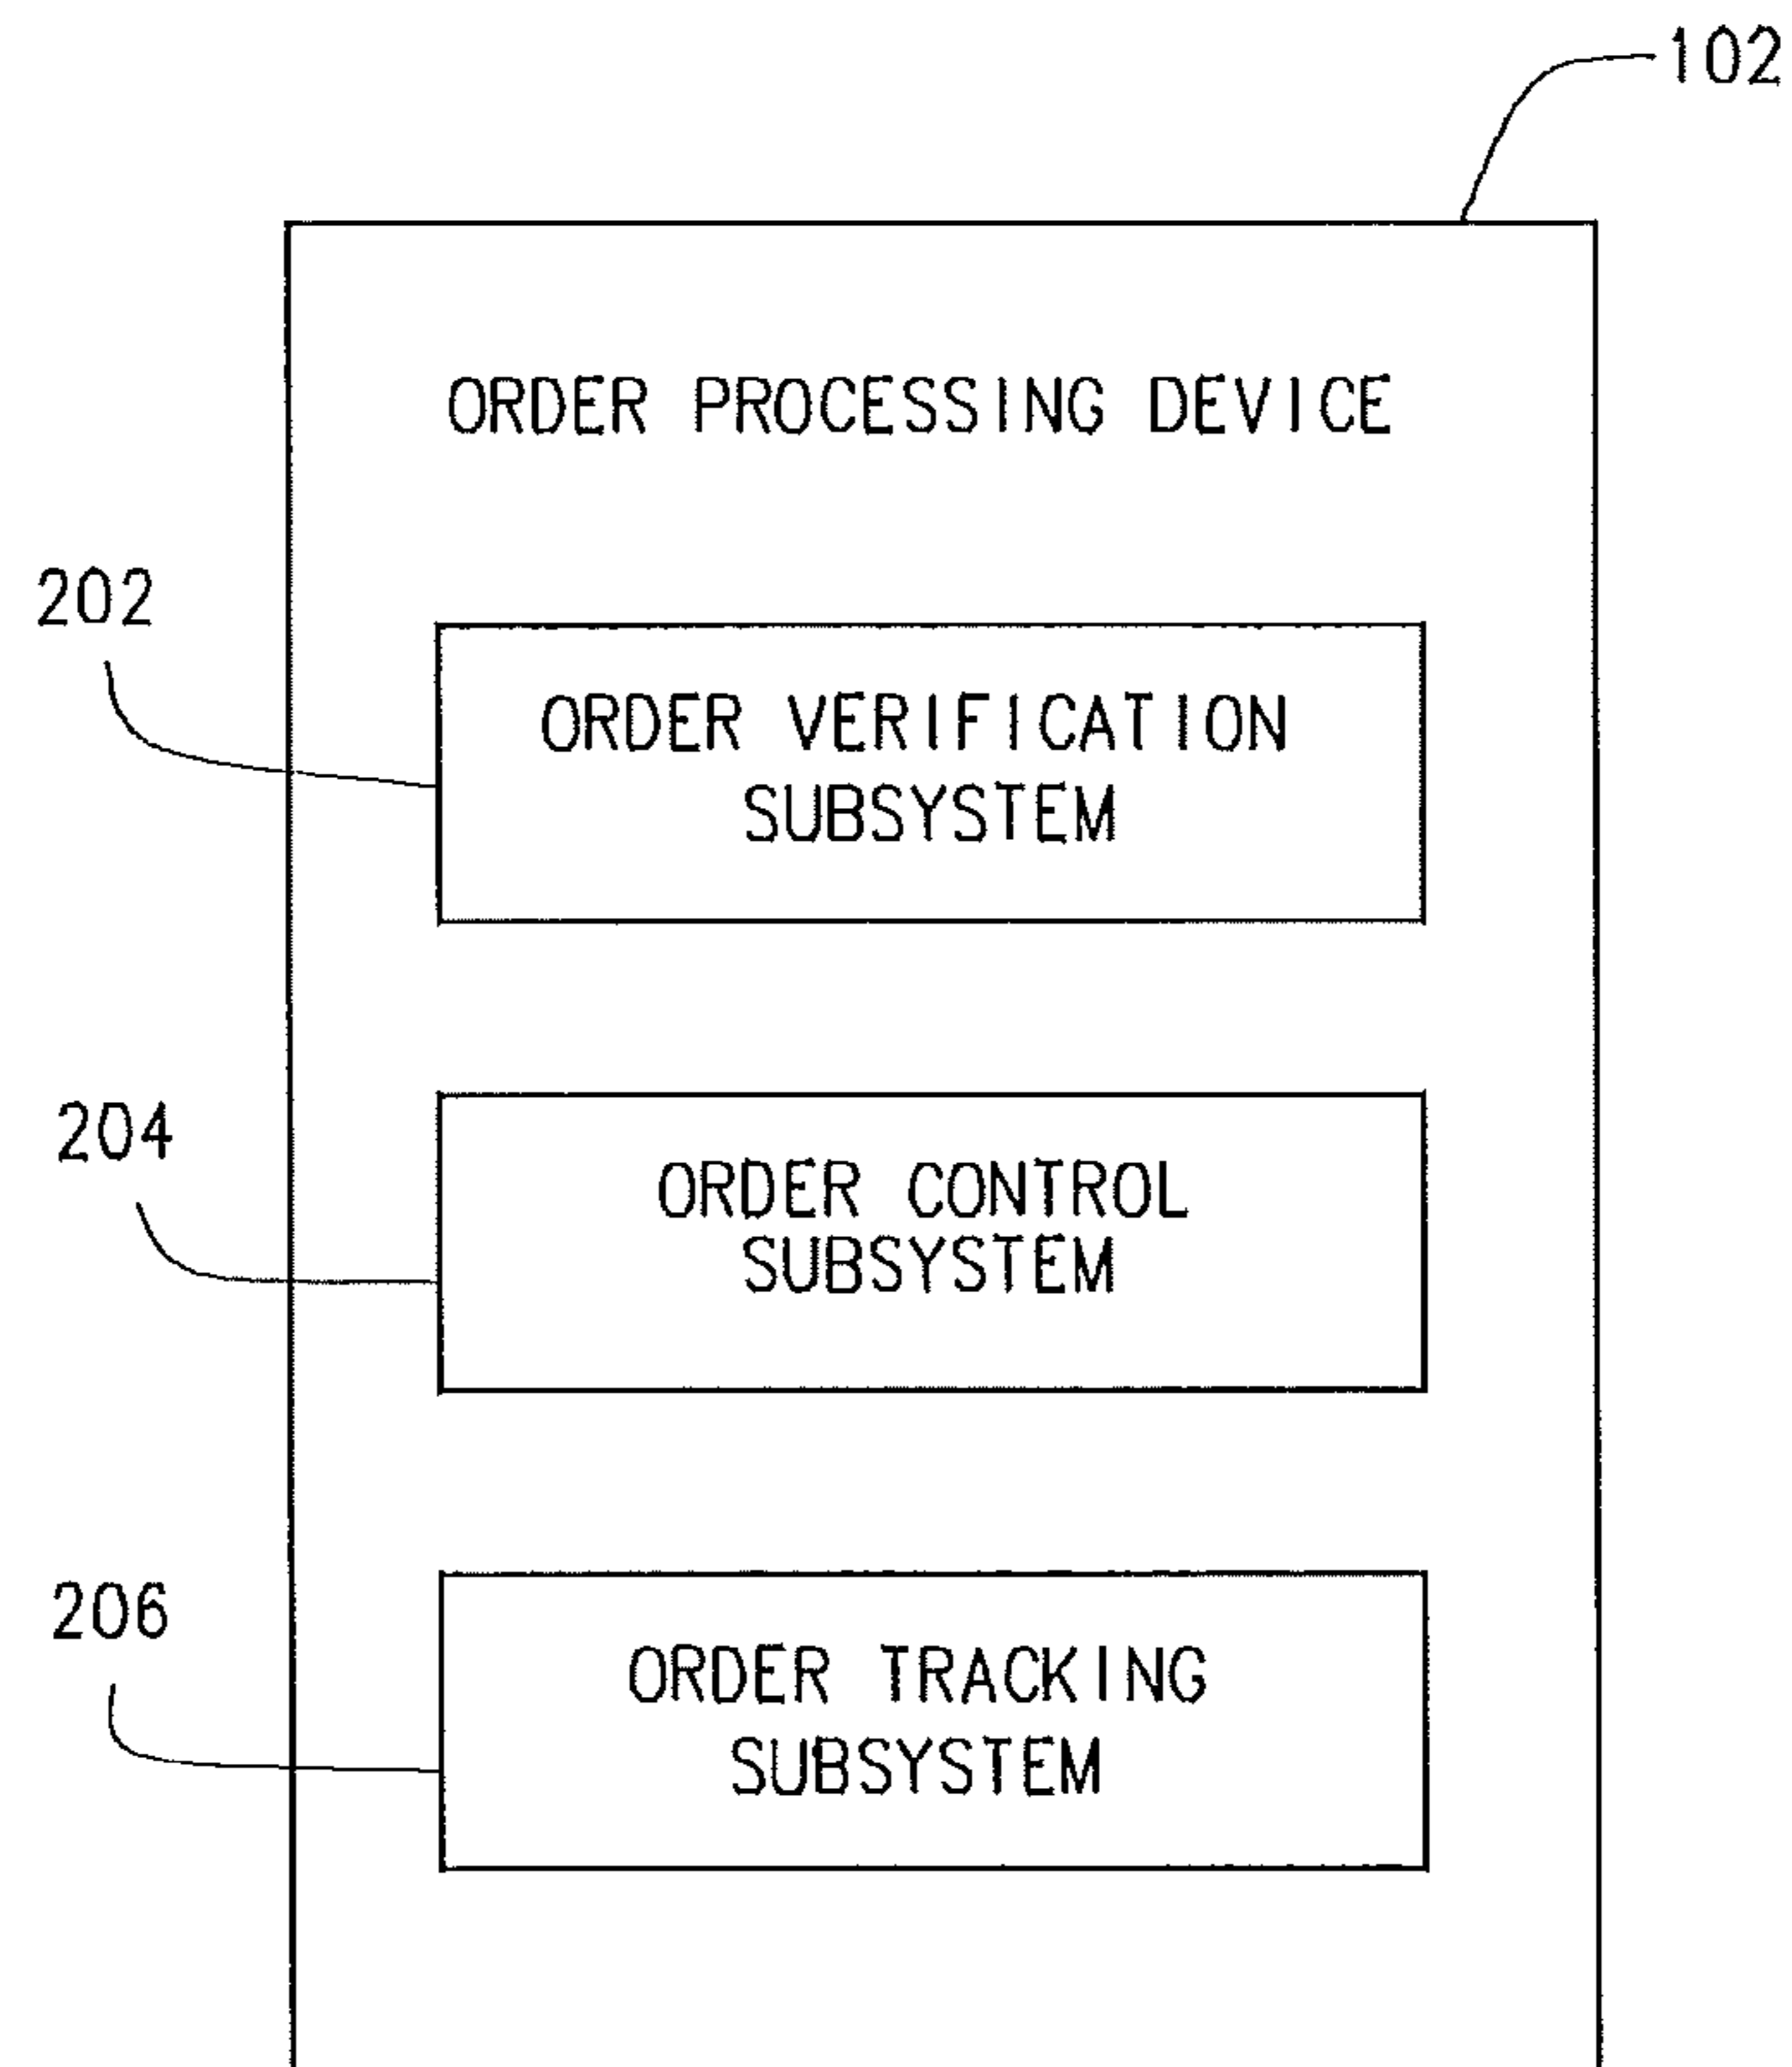 102
ORDER PROCESSING DEVICE
202
ORDER VERIFICATION
SUBSYSTEM
204
ORDER CONTROL
SUBSYSTEM
206
ORDER TRACKING
SUBSYSTEM